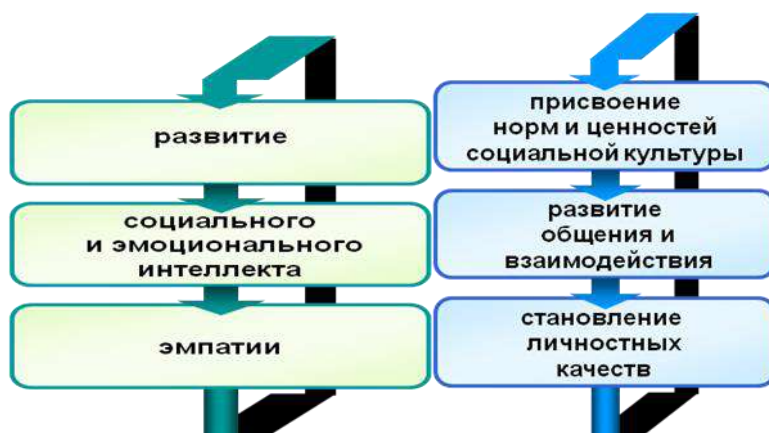 развитие
социального
и эмоционального
интеллекта
эмпатии
присвоение
норм и ценностей
социальной культуры
развитие
общения и
взаимодействия
становление
личностных
качеств